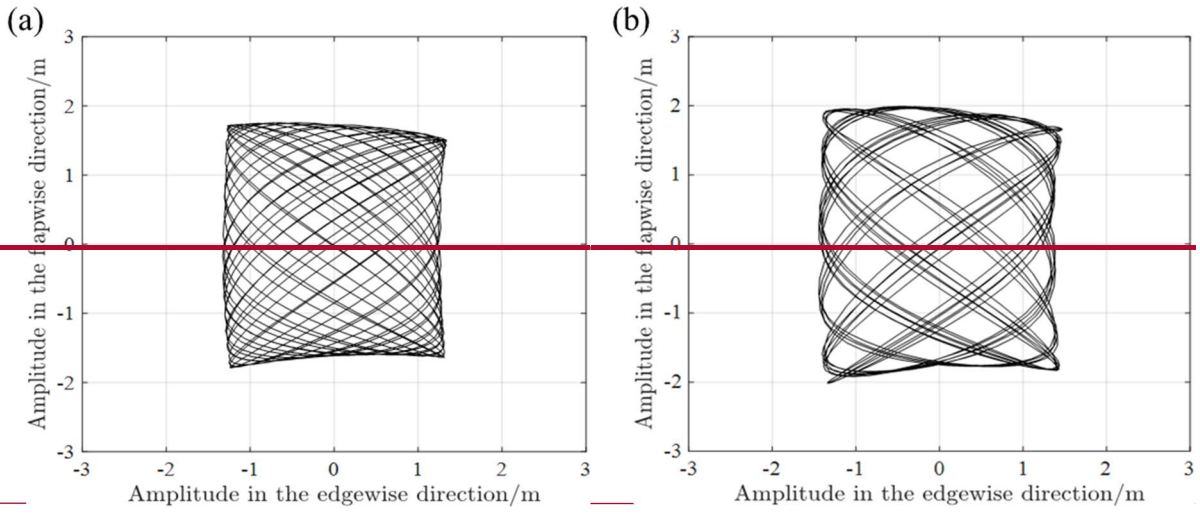 (a)
3
2
1
0
-1
-2
-3
-3 -2 -1 0 1 2 3
Amplitude in the flapwise direction/m
Amplitude in the edgewise direction/m
(b)
3
2
1
0
-1
-2
-3
-3 -2 -1 0 1 2 3
Amplitude in the flapwise direction/m
Amplitude in the edgewise direction/m